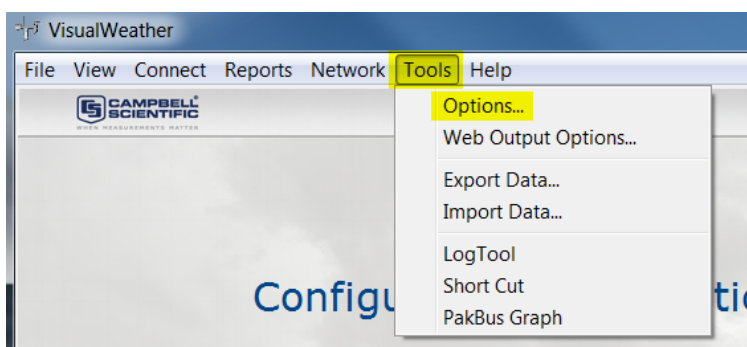 VisualWeather
File View Connect Reports Network Tools Help
CAMPBELL
SCIENTIFIC
WHEN MEASUREMENTS MATTER
Options...
Web Output Options...
Export Data...
Import Data...
LogTool
Short Cut
PakBus Graph